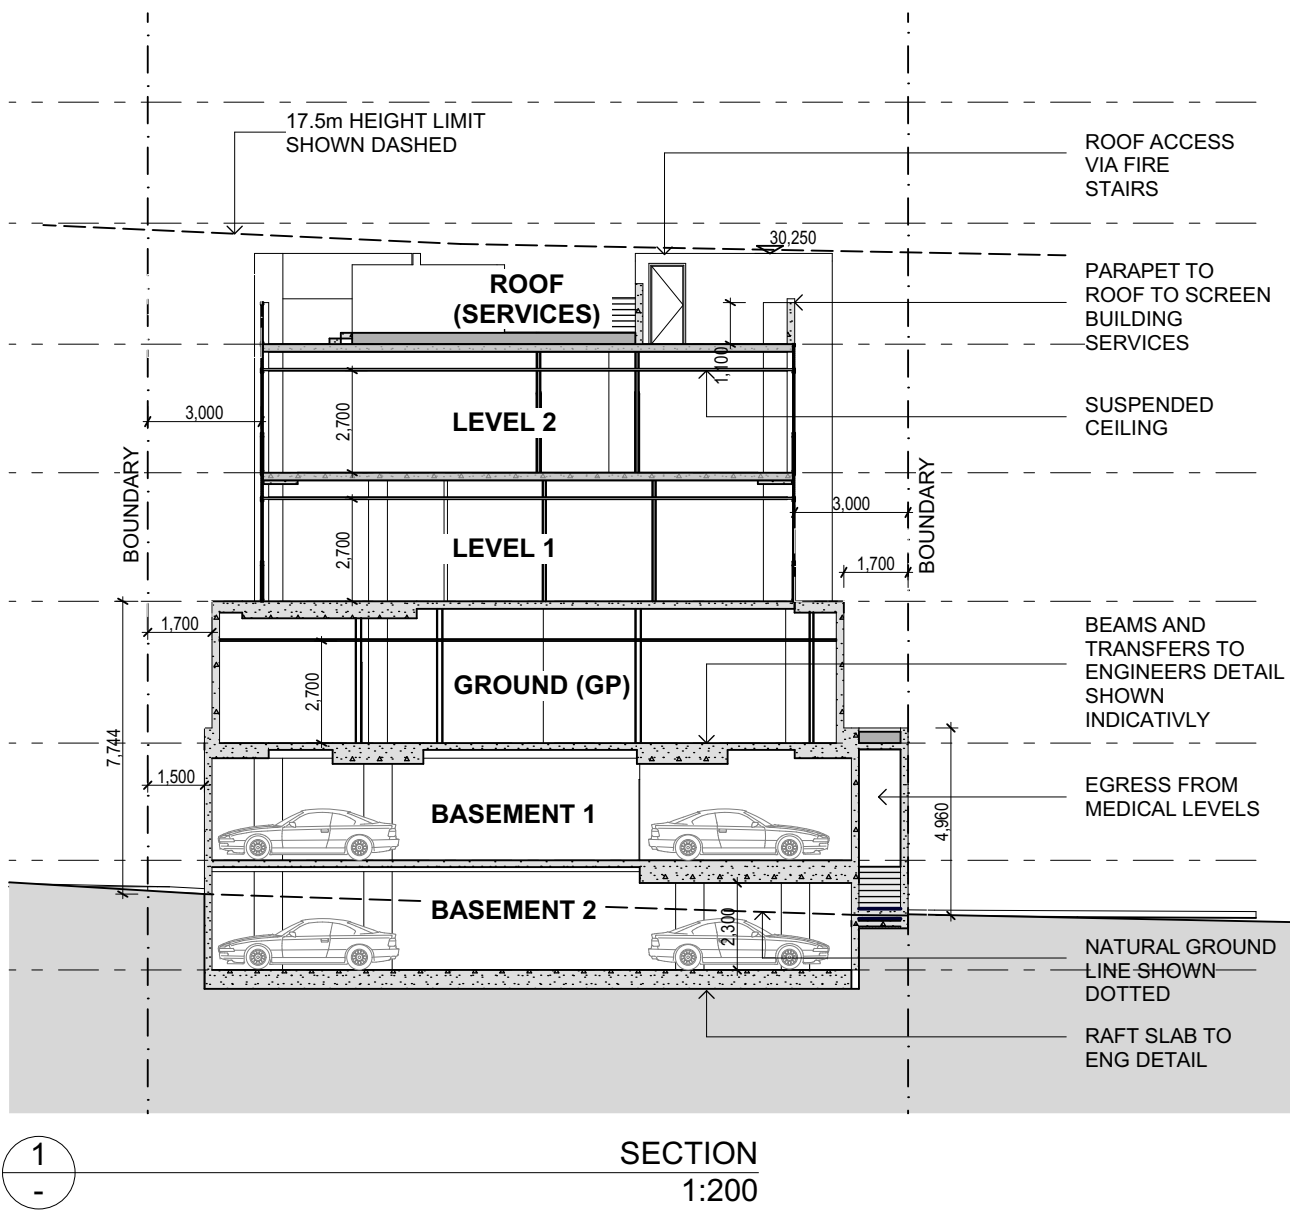 17.5m HEIGHT LIMIT
SHOWN DASHED
ROOF ACCESS
VIA FIRE
STAIRS
30,250
PARAPET TO
ROOF TO SCREEN
BUILDING
SERVICES
ROOF
(SERVICES)
1,100
SUSPENDED
CEILING
3,000
2,700
LEVEL 2
BOUNDARY
BOUNDARY
3,000
2,700
LEVEL 1
1,700
1,700
BEAMS AND
TRANSFERS TO
ENGINEERS DETAIL
SHOWN
INDICATIVLY
2,700
GROUND (GP)
7,744
1,500
EGRESS FROM
MEDICAL LEVELS
BASEMENT 1
4,960
BASEMENT 2
2,300
NATURAL GROUND
LINE SHOWN
DOTTED
RAFT SLAB TO
ENG DETAIL
1
-
SECTION
1:200